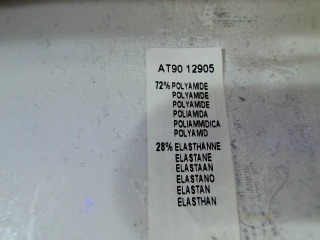 AT90 12905
72% POLYAMIDE
POLYAMIDE
POLYAMIDE
POLIAMIDA
POLIAMMIDICA
POLYAMID
28% ELASTHANNE
ELASTANE
ELASTAAN
ELASTANO
ELASTAN
ELASTHAN